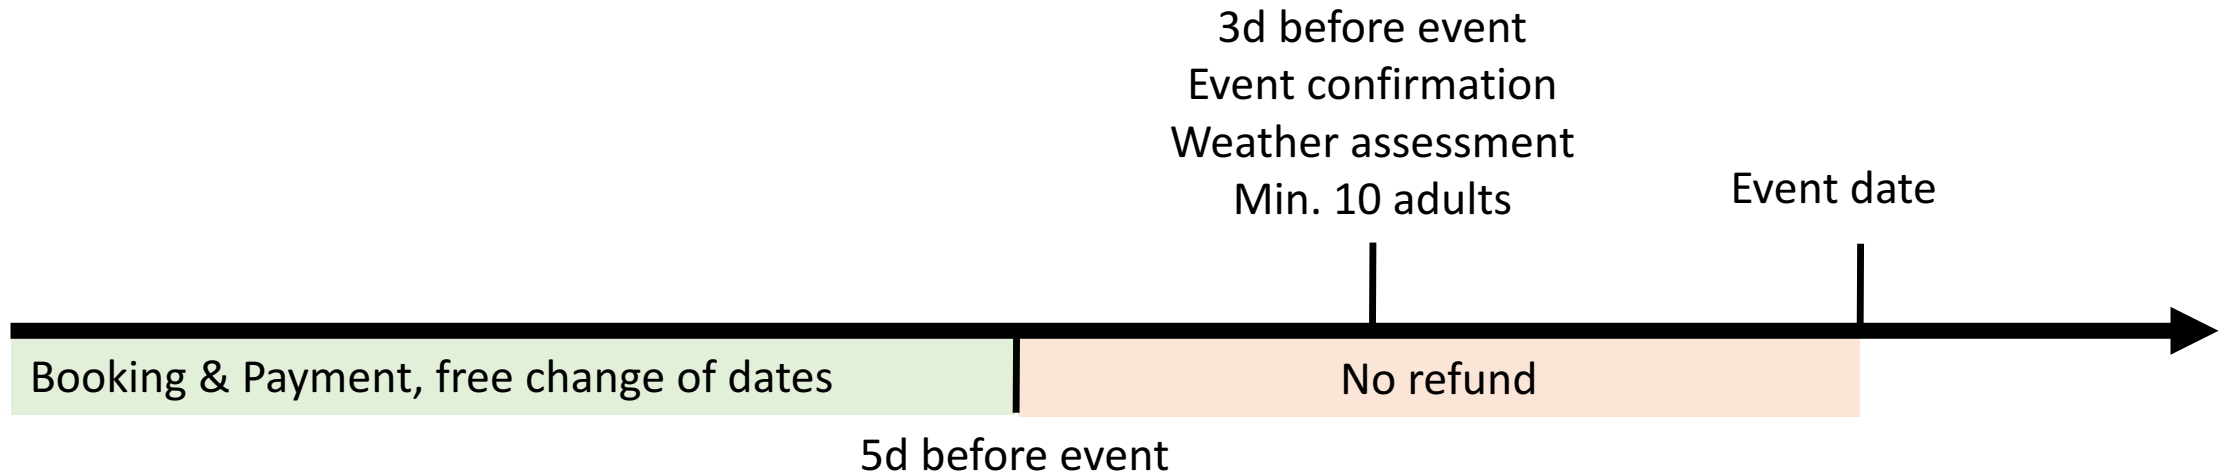 3d before event
Event confirmation
Weather assessment
Min. 10 adults
Event date
Booking & Payment, free change of dates
No refund
5d before event